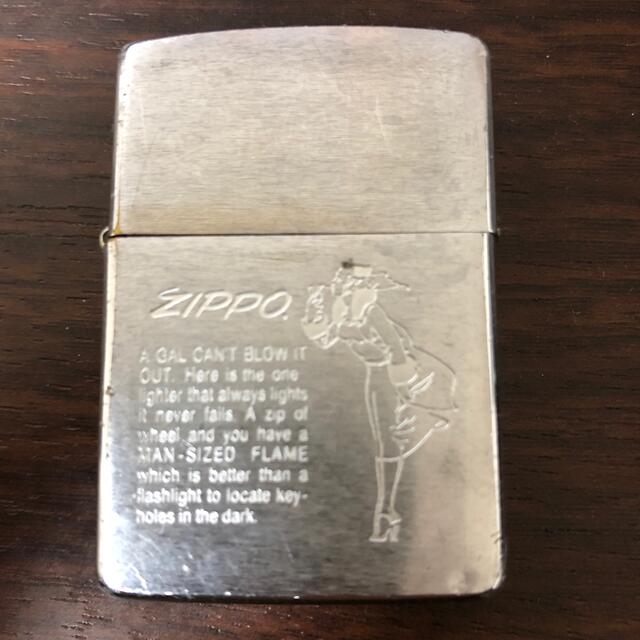 ZIPPO
A GAL CAN'T BLOW IT
OUT. Here is the one
lighter that always lights
it never fails. A zip of
wheel and you have a
MAN-SIZED FLAME
which is better than a
flashlight to locate key-
holes in the dark.